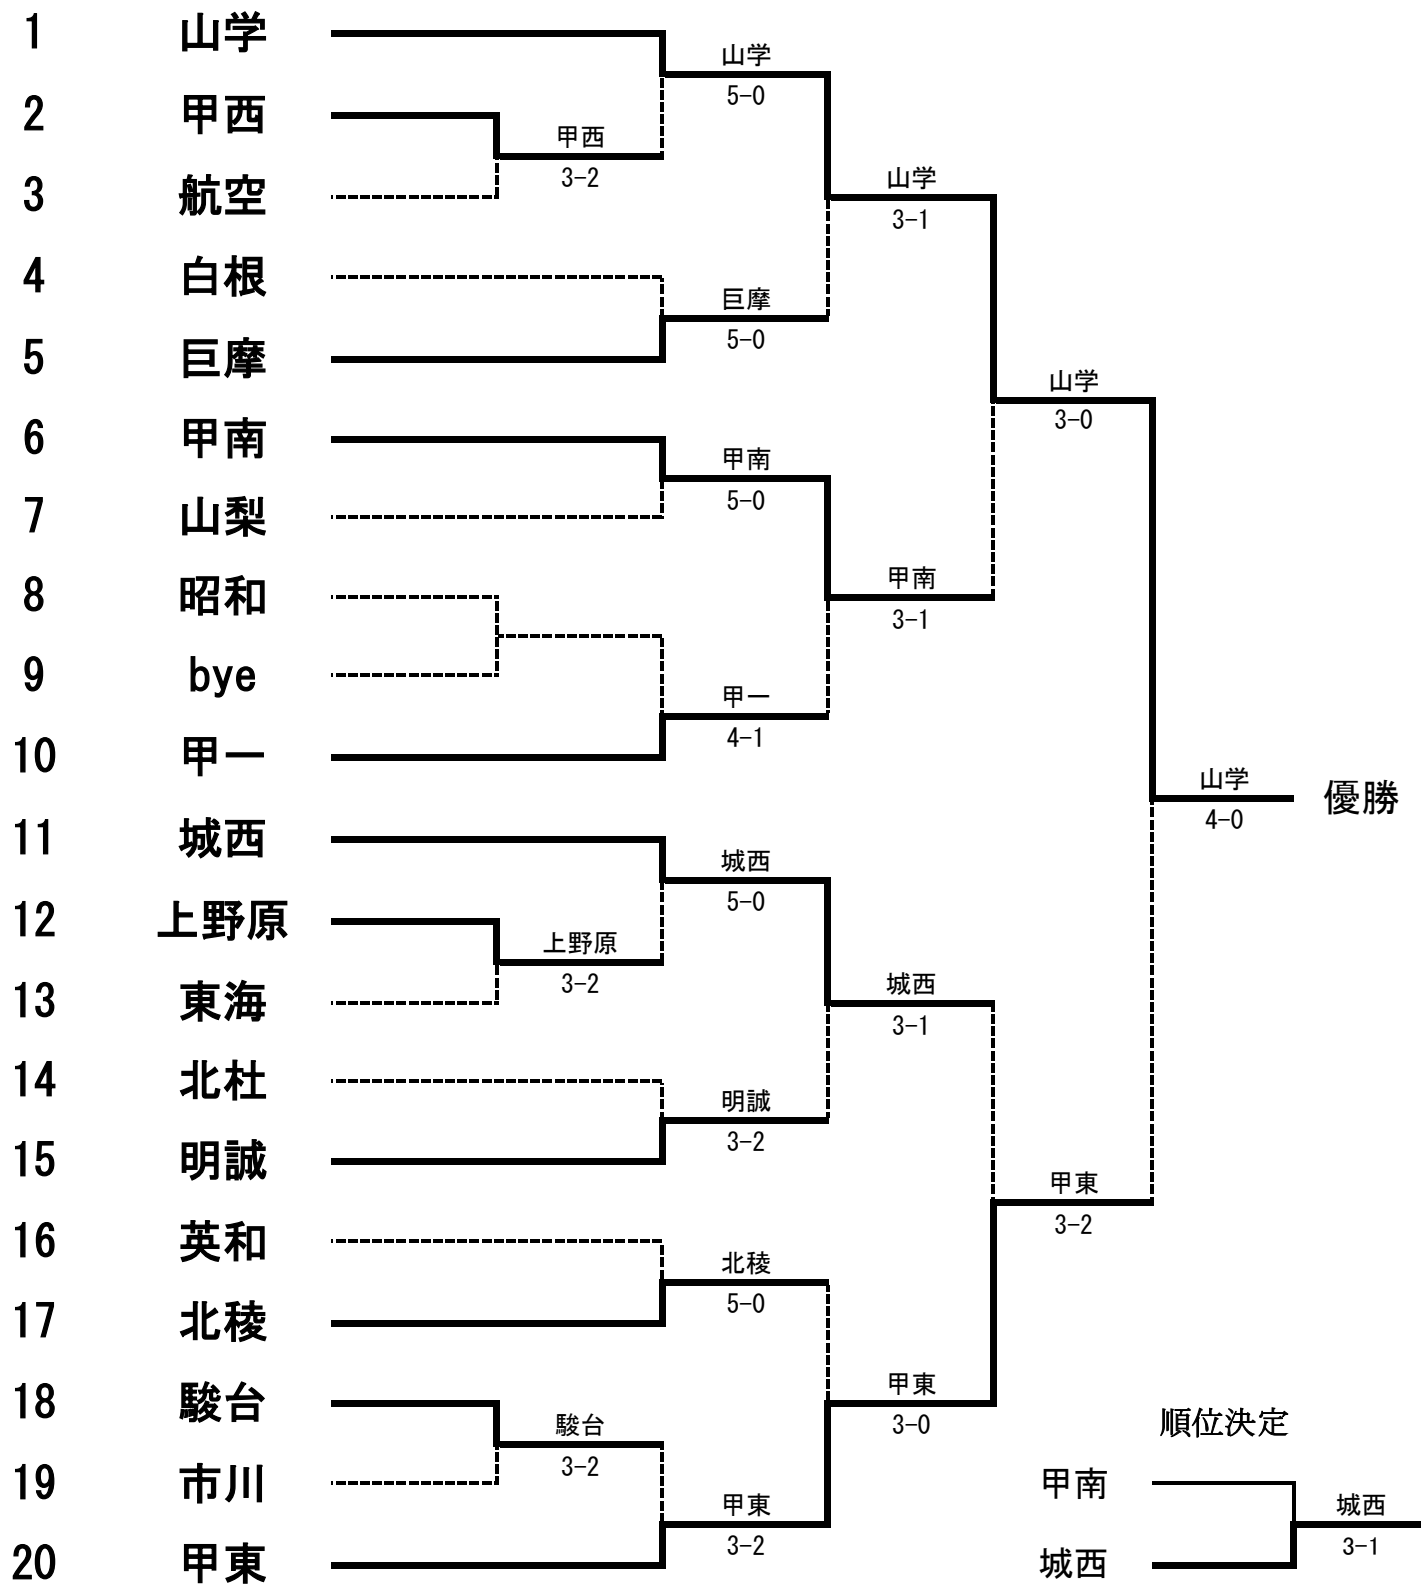 1 山学
山学
5-0
2 甲西
甲西
3-2
3 航空
山学
3-1
4 白根
巨摩
5-0
5 巨摩
山学
3-0
6 甲南
甲南
5-0
7 山梨
甲南
3-1
8 昭和
9 bye
甲一
4-1
10 甲一
山学 優勝
4-0
11 城西
城西
5-0
12 上野原
上野原
3-2
13 東海
城西
3-1
14 北杜
明誠
3-2
15 明誠
甲東
3-2
16 英和
北稜
5-0
17 北稜
甲東
3-0
18 駿台
駿台
3-2
19 市川
甲東
3-2
20 甲東
順位決定
甲南
城西
3-1
城西